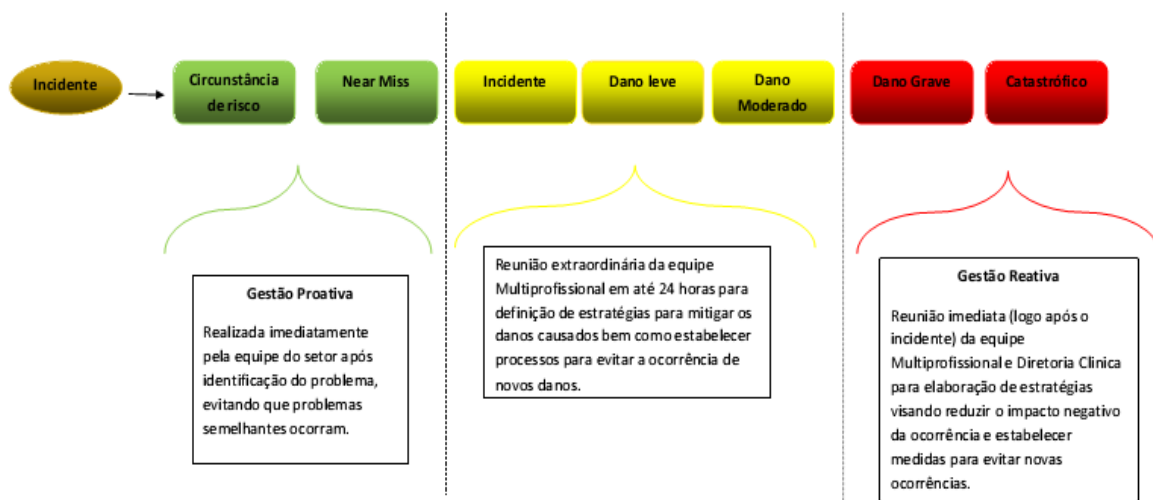 Incidente
Circunstância
de risco
Near Miss
Incidente
Dano leve
Dano
Moderado
Dano Grave
Catastrófico
Gestão Proativa
Realizada imediatamente
pela equipe do setor após
identificação do problema,
evitando que problemas
semelhantes ocorram.
Reunião extraordinária da equipe
Multiprofissional em até 24 horas para
definição de estratégias para mitigar os
danos causados bem como estabelecer
processos para evitar a ocorrência de
novos danos.
Gestão Reativa
Reunião imediata (logo após o
incidente) da equipe
Multiprofissional e Diretoria Clinica
para elaboração de estratégias
visando reduzir o impacto negativo
da ocorrência e estabelecer
medidas para evitar novas
ocorrências.